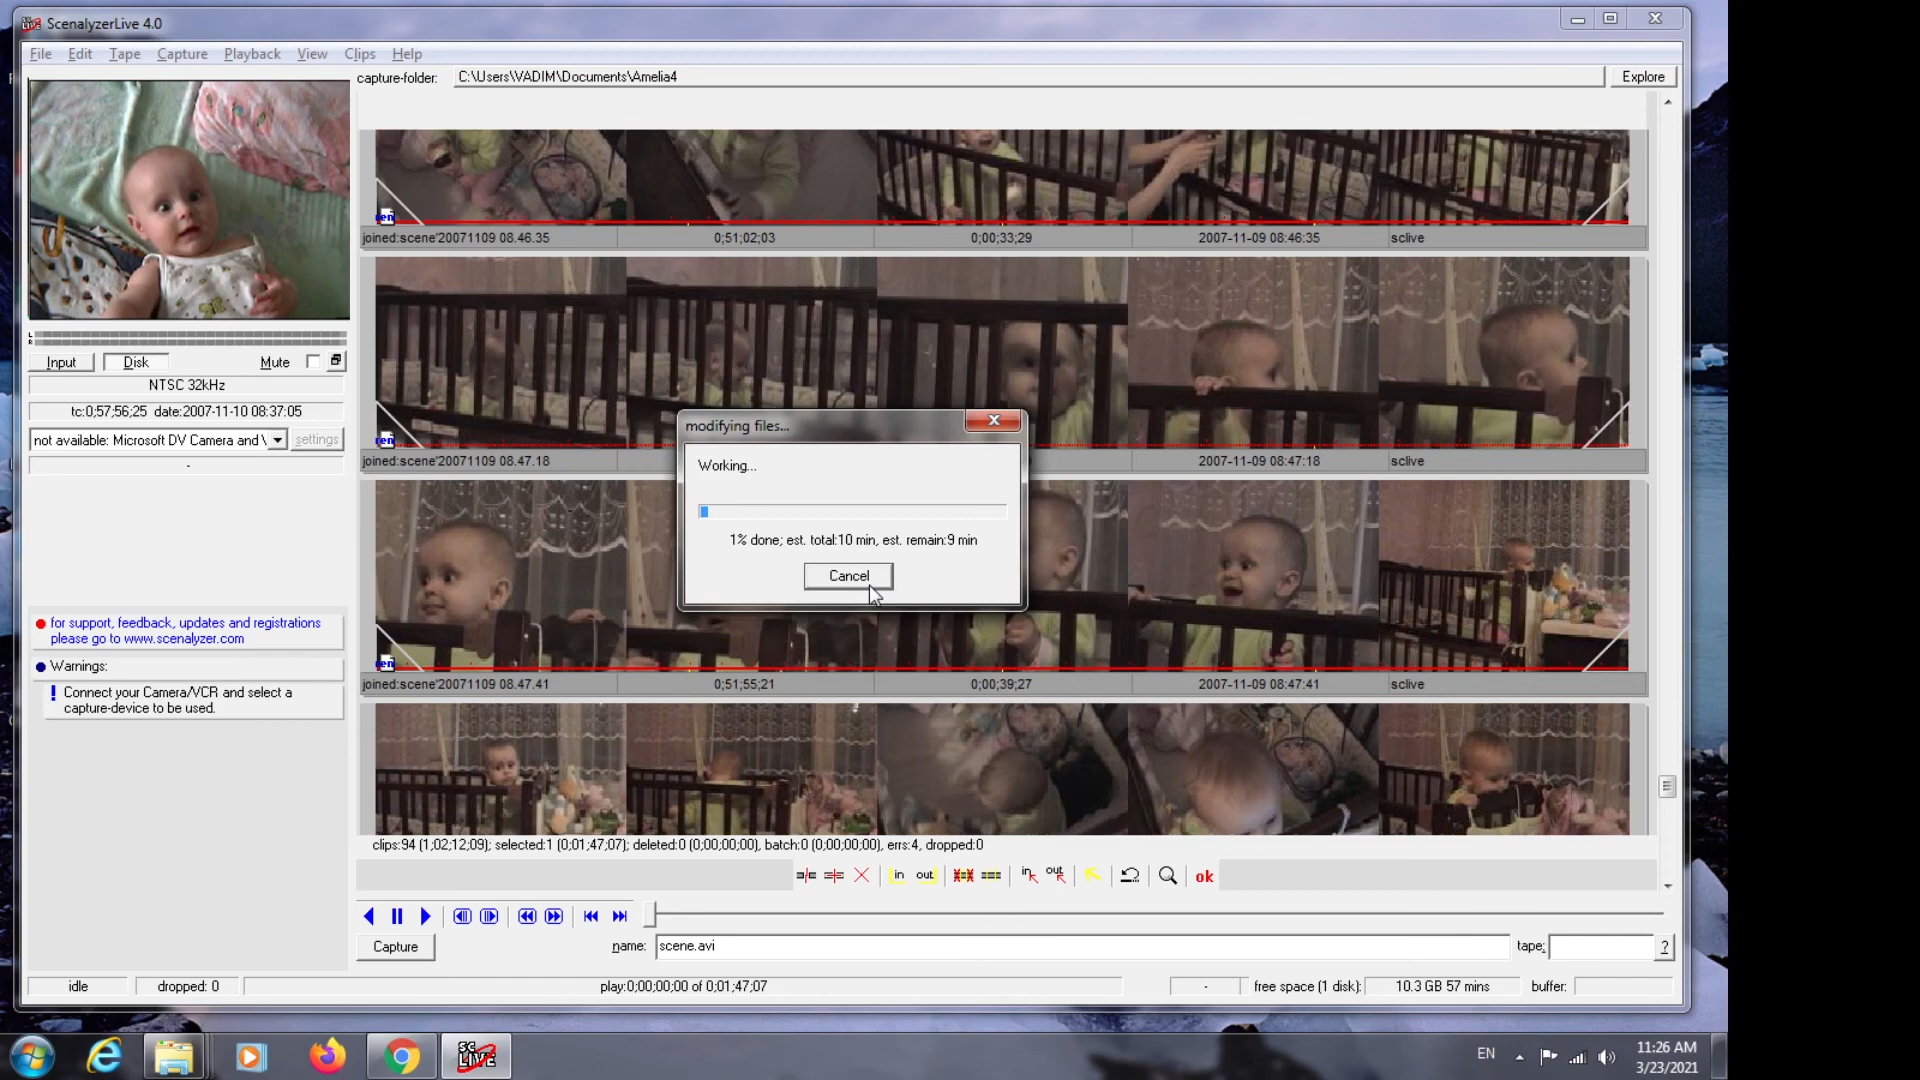 ScenalyzerLive 4.0
File Edit Tape Capture Playback View Clips Help
capture-folder: C:\Users\VADIM\Documents\Amelia4 Explore
joined:scene'20071109 08.46.35 0;51;02;03 0;00;33;29 2007-11-09 08:46:35 sclive
joined:scene'20071109 08.47.18 2007-11-09 08:47:18 sclive
joined:scene'20071109 08.47.41 0;51;55;21 0;00;39;27 2007-11-09 08:47:41 sclive
Input Disk Mute
NTSC 32kHz
tc:0;57;56;25 date:2007-11-10 08:37:05
not available: Microsoft DV Camera and settings
-
for support, feedback, updates and registrations
please go to www.scenalyzer.com
Warnings:
! Connect your Camera/VCR and select a
capture-device to be used.
modifying files...
Working...
1% done; est. total:10 min, est. remain:9 min
Cancel
clips:94 (1;02;12;09); selected:1 (0;01;47;07); deleted:0 (0;00;00;00), batch:0 (0;00;00;00), errs:4, dropped:0
in out in out ok
Capture name: scene.avi tape: ?
idle dropped: 0 play:0;00;00;00 of 0;01;47;07 - free space (1 disk): 10.3 GB 57 mins buffer:
SC LIVE EN 11:26 AM
3/23/2021